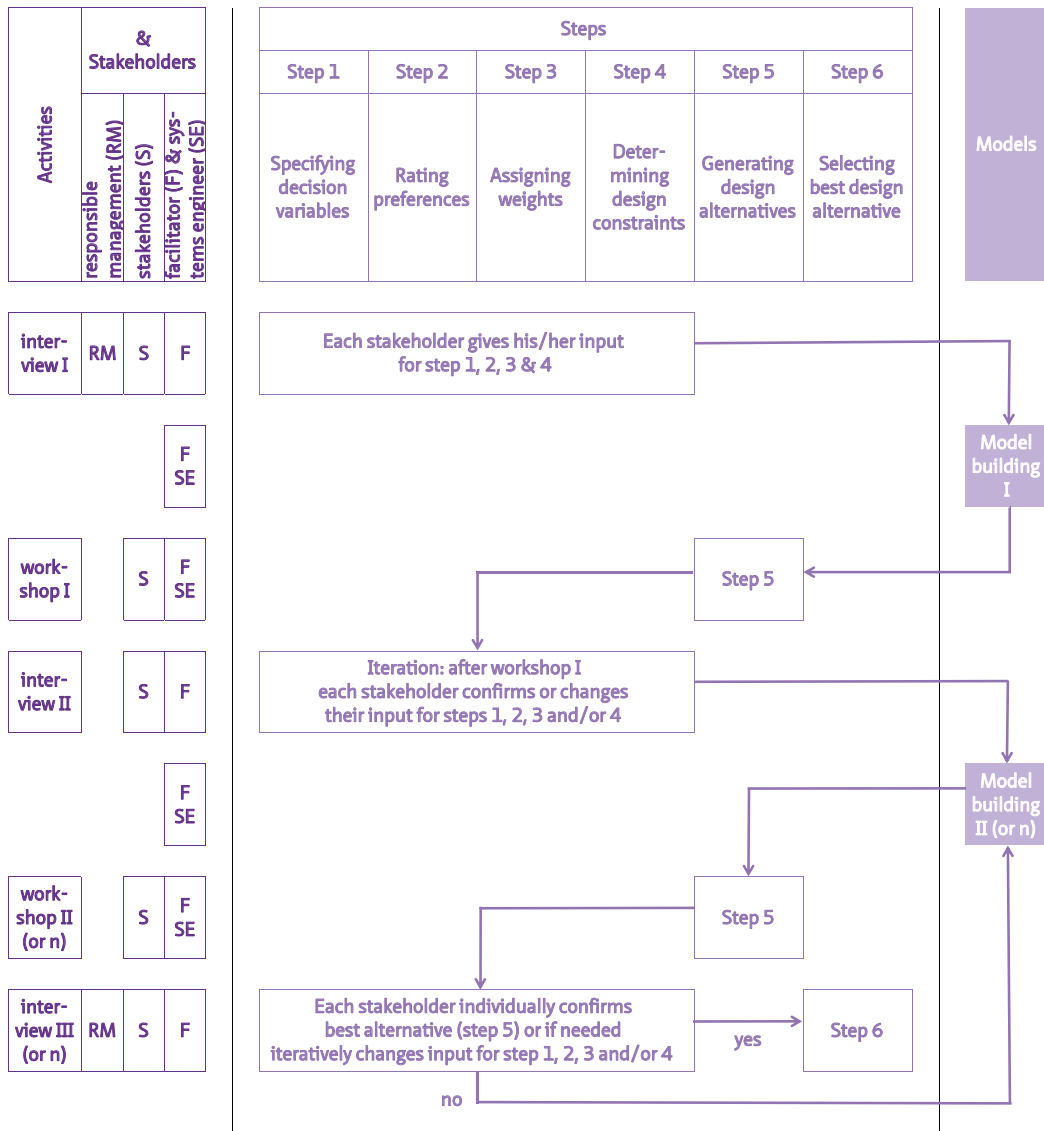 Activities
&
Stakeholders
responsible
management (RM)
stakeholders (S)
facilitator (F) & sys-
tems engineer (SE)
Steps
Step 1
Step 2
Step 3
Step 4
Step 5
Step 6
Specifying
decision
variables
Rating
preferences
Assigning
weights
Deter-
mining
design
constraints
Generating
design
alternatives
Selecting
best design
alternative
Models
inter-
view I
RM
S
F
Each stakeholder gives his/her input
for step 1, 2, 3 & 4
F
SE
Model
building
I
work-
shop I
S
F
SE
Step 5
inter-
view II
S
F
Iteration: after workshop I
each stakeholder confirms or changes
their input for steps 1, 2, 3 and/or 4
F
SE
Model
building
II (or n)
work-
shop II
(or n)
S
F
SE
Step 5
inter-
view III
(or n)
RM
S
F
Each stakeholder individually confirms
best alternative (step 5) or if needed
iteratively changes input for step 1, 2, 3 and/or 4
yes
Step 6
no